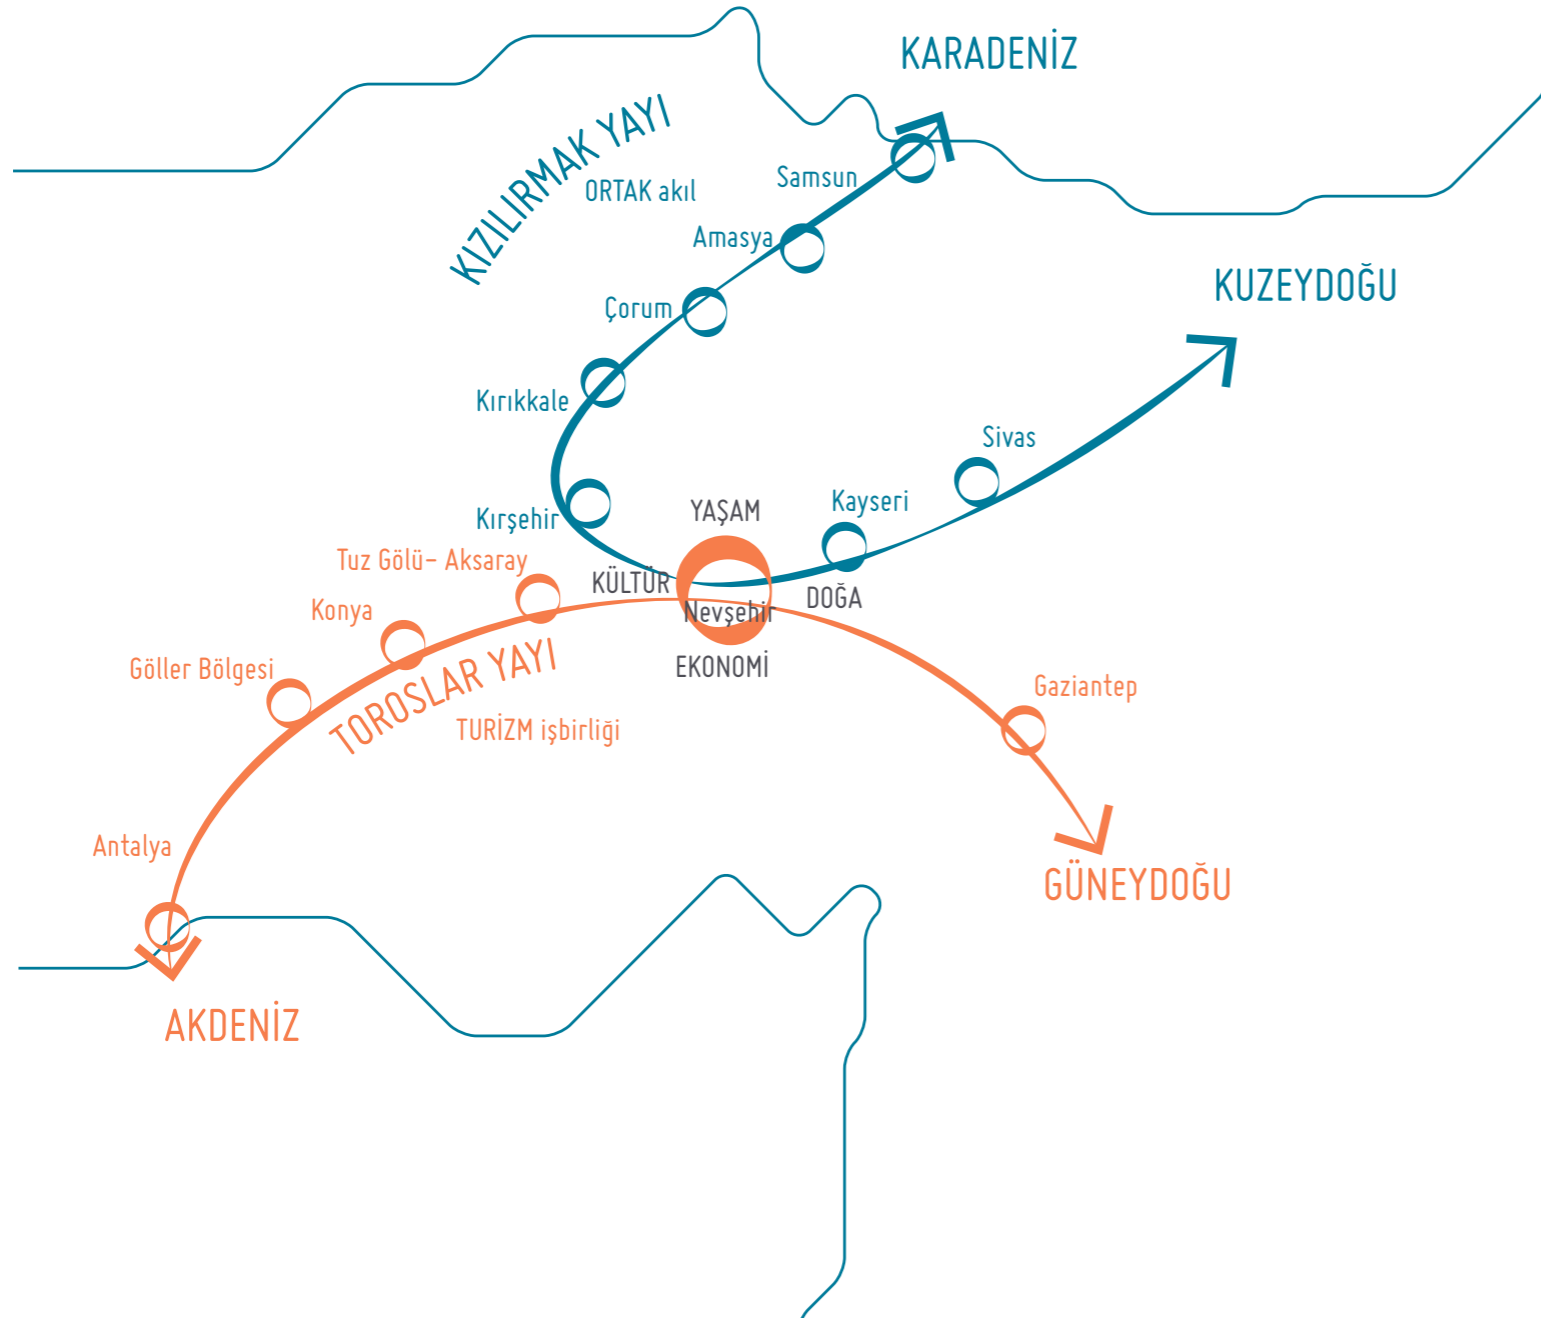 KARADENİZ
KIZILIRMAK YAYI
ORTAK akıl
Samsun
Amasya
KUZEYDOĞU
Çorum
Kırıkkale
Sivas
Kayseri
Kırşehir
YAŞAM
Tuz Gölü- Aksaray
KÜLTÜR
DOĞA
Nevşehir
Konya
EKONOMİ
Göller Bölgesi
TOROSLAR YAYI
Gaziantep
TURİZM işbirliği
Antalya
GÜNEYDOĞU
AKDENİZ